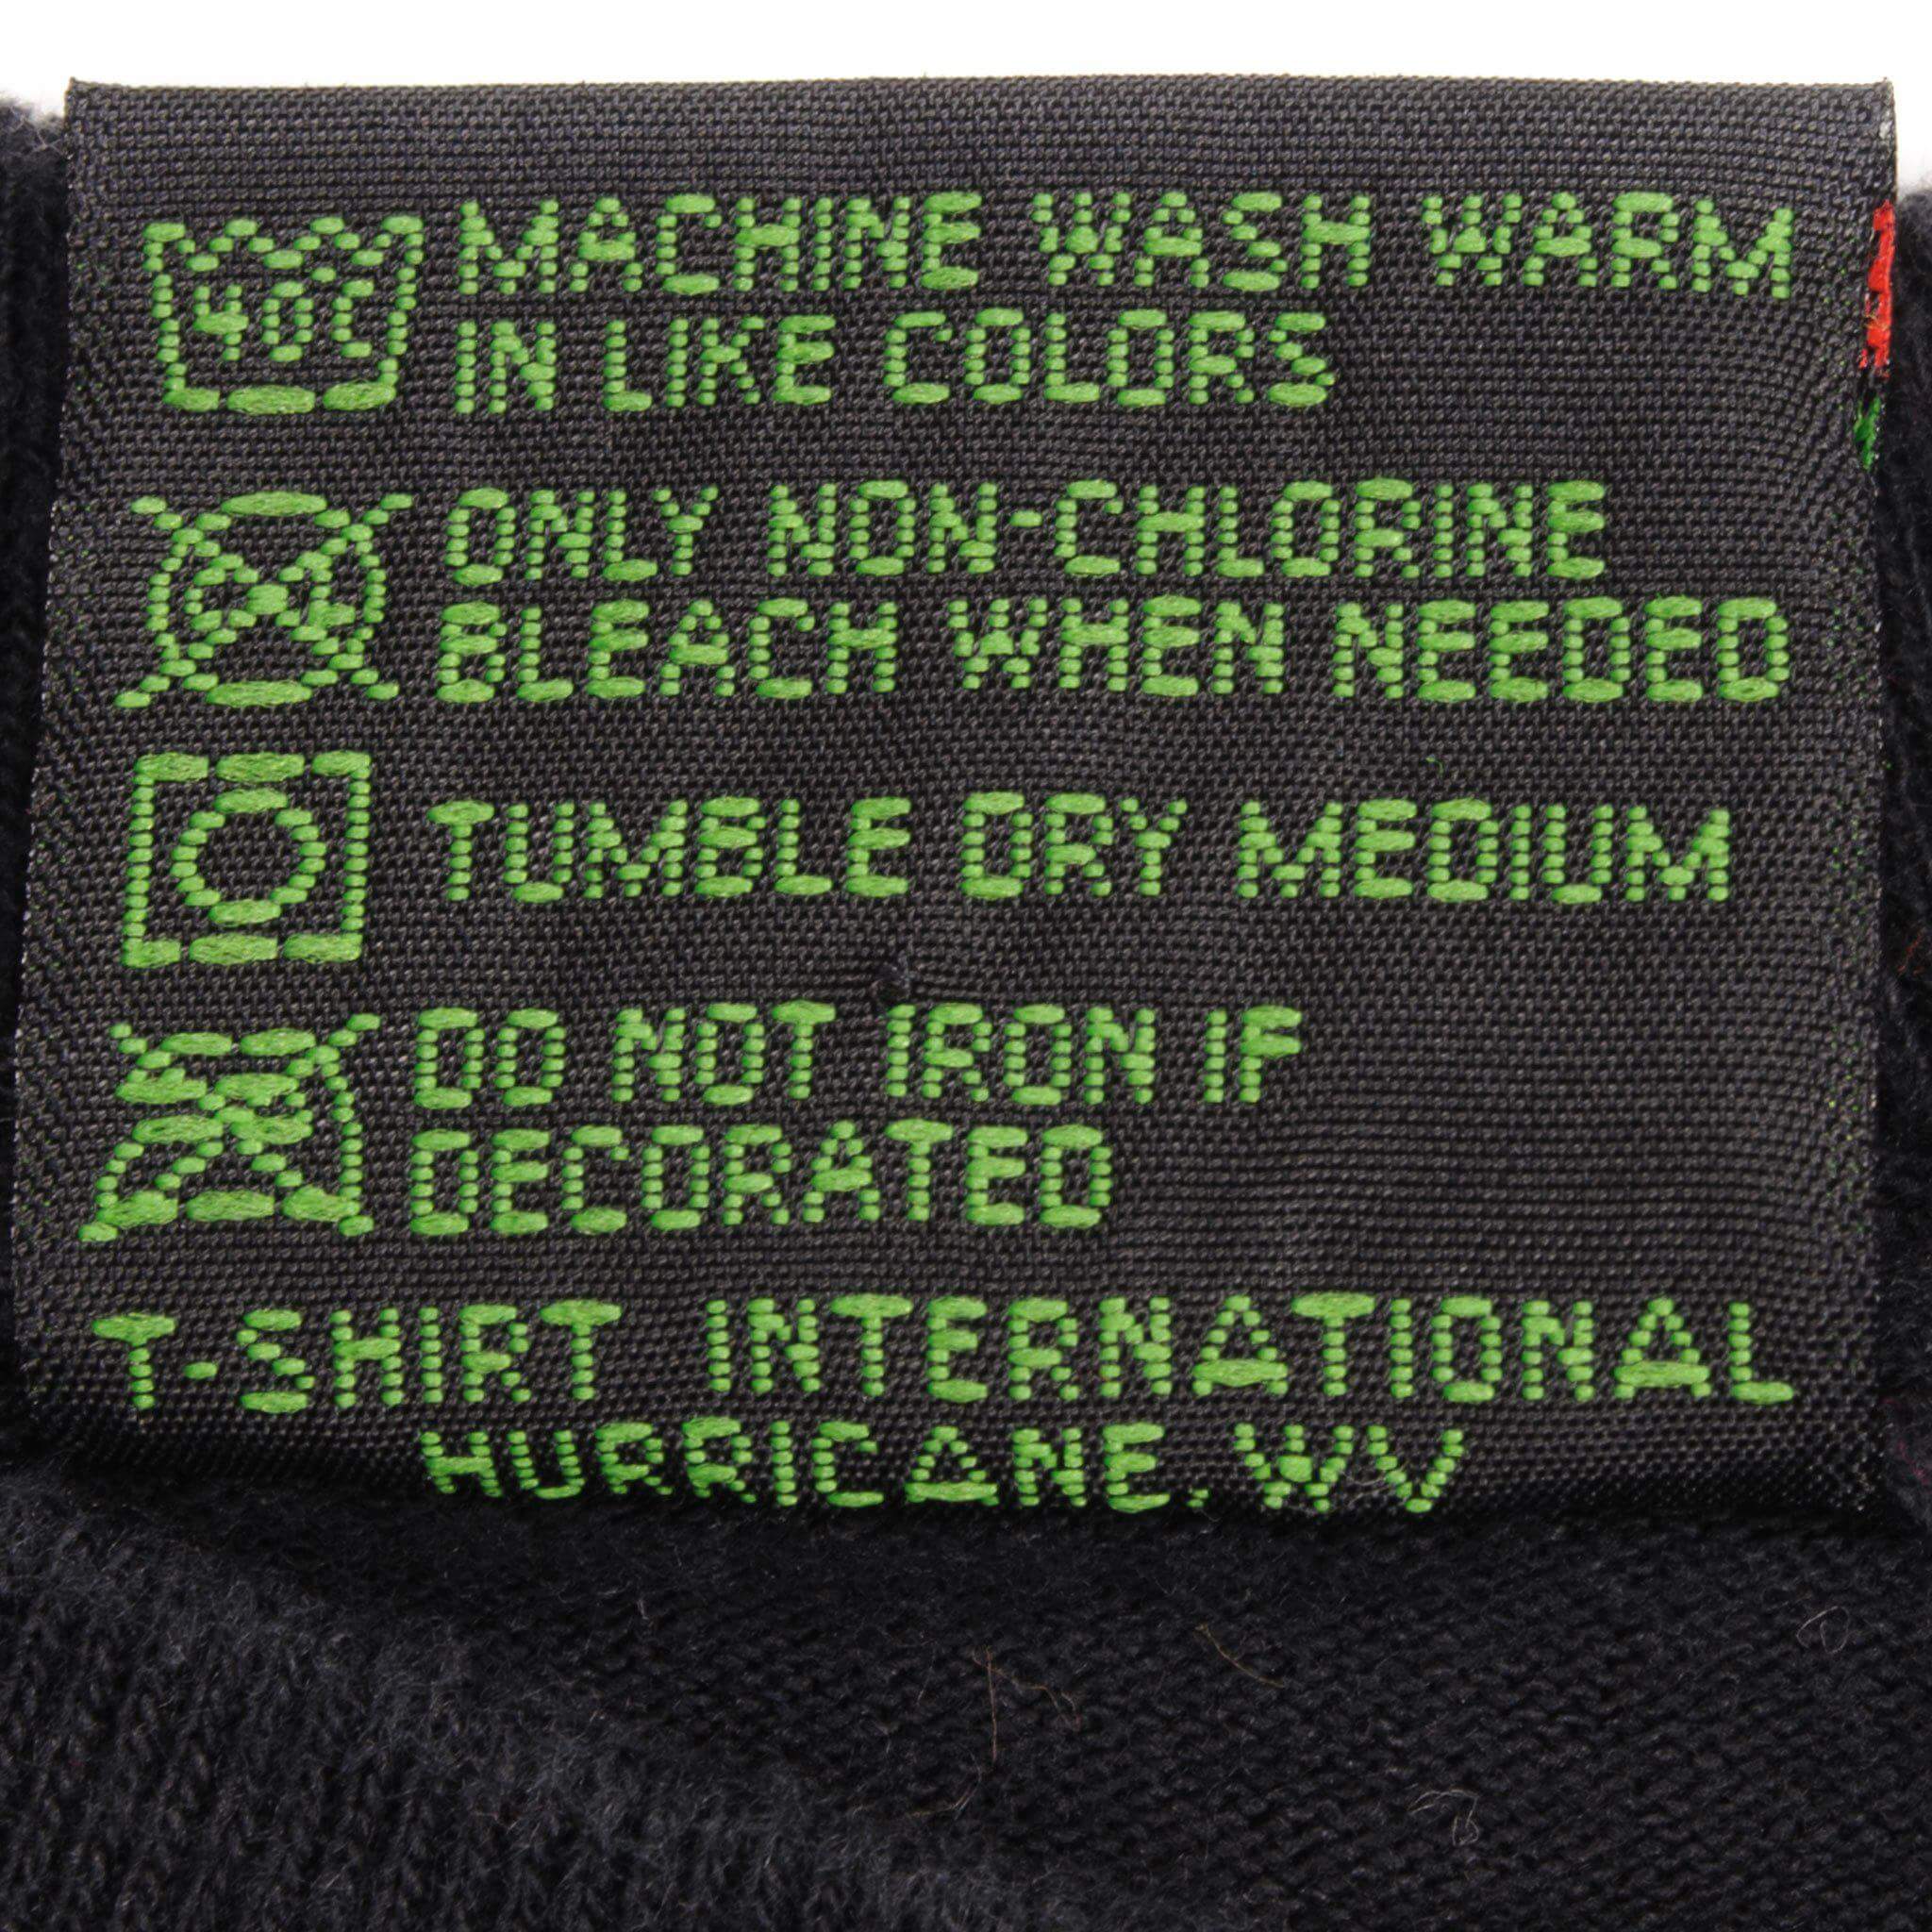 40C MACHINE WASH WARM
IN LIKE COLORS
ONLY NON-CHLORINE
BLEACH WHEN NEEDED
TUMBLE DRY MEDIUM
DO NOT IRON IF
DECORATED
T-SHIRT INTERNATIONAL
HURRICANE, WV